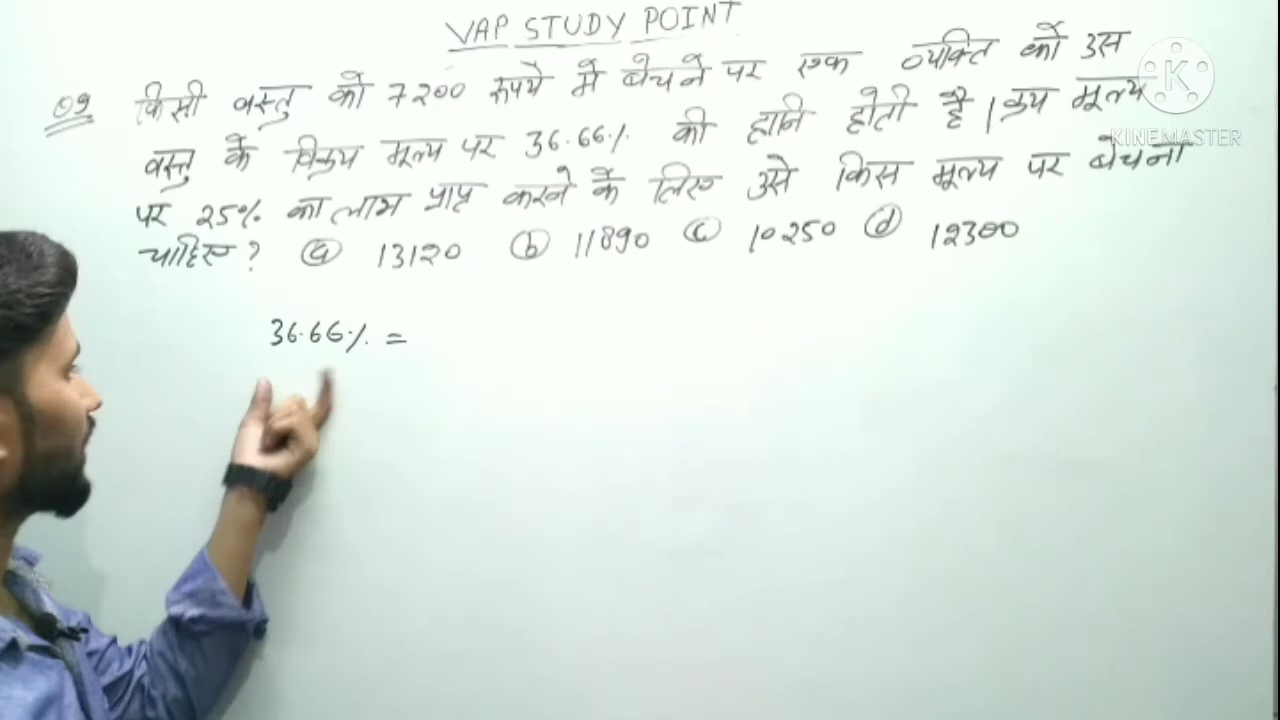 VAP STUDY POINT
Q9 किसी वस्तु को 7200 रुपये में बेचने पर एक व्यक्ति को उस
वस्तु के विक्रय मूल्य पर 36.66% की हानि होती है। क्रय मूल्य
पर 25% का लाभ प्राप्त करने के लिए उसे किस मूल्य पर बेचना
चाहिए? (a) 13120 (b) 11890 (c) 10250 (d) 12300
36.66% =
K
KINEMASTER